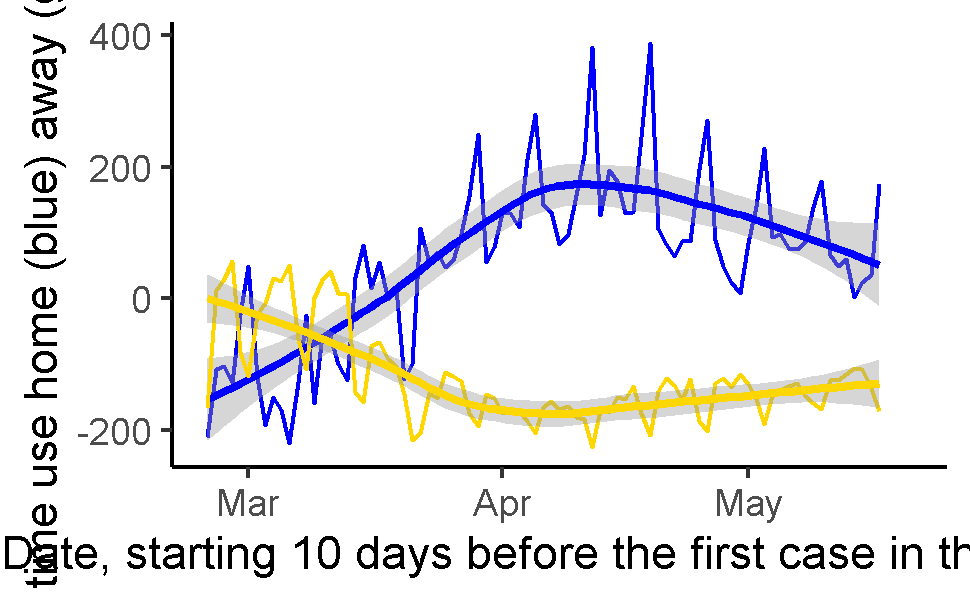 time use home (blue) away (
400
200
0
-200
Mar Apr May
Date, starting 10 days before the first case in th